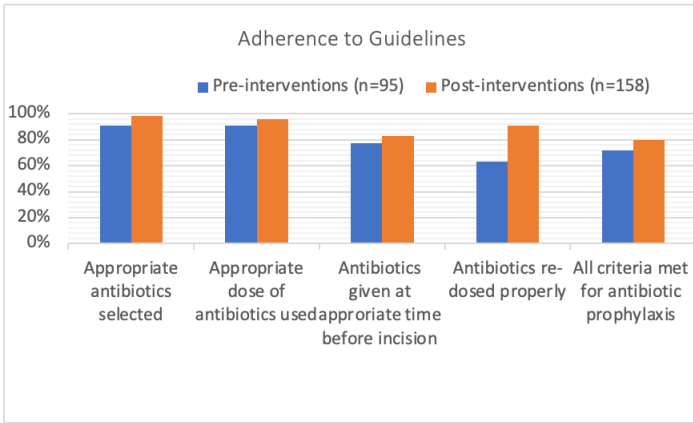 Adherence to Guidelines
Pre-interventions (n=95) Post-interventions (n=158)
100%
80%
60%
40%
20%
0%
Appropriate
antibiotics
selected
Appropriate
dose of
antibiotics used
Antibiotics
given at
approriate time
before incision
Antibiotics re-
dosed properly
All criteria met
for antibiotic
prophylaxis